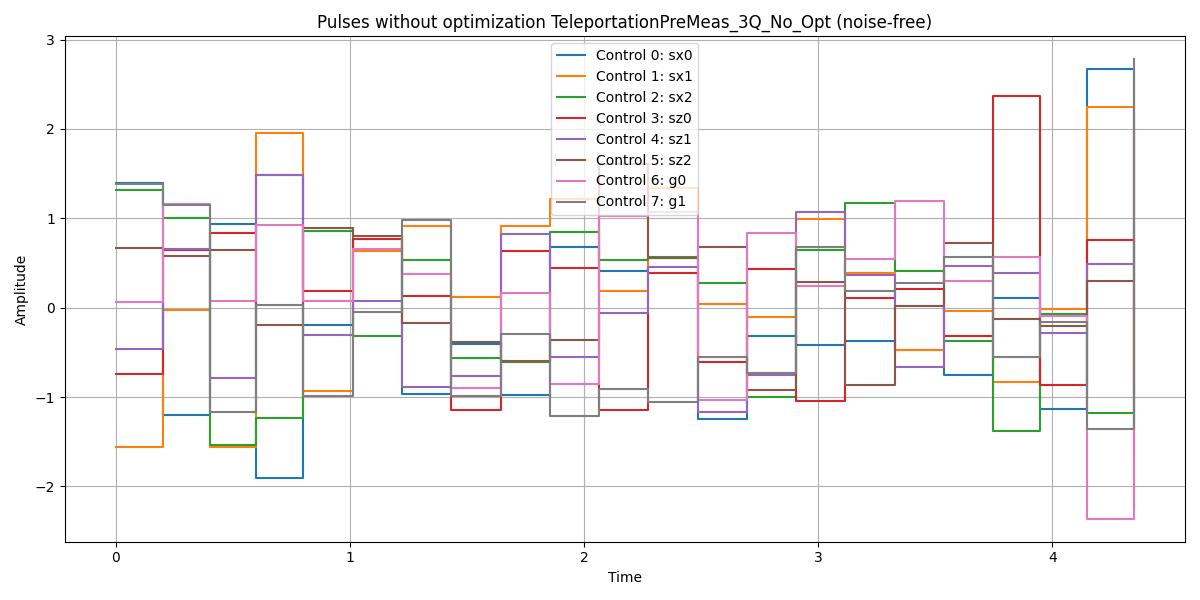 Pulses without optimization TeleportationPreMeas_3Q_No_Opt (noise-free)
3
2
1
0
−1
−2
Amplitude
Control 0: sx0
Control 1: sx1
Control 2: sx2
Control 3: sz0
Control 4: sz1
Control 5: sz2
Control 6: g0
Control 7: g1
0
1
2
3
4
Time